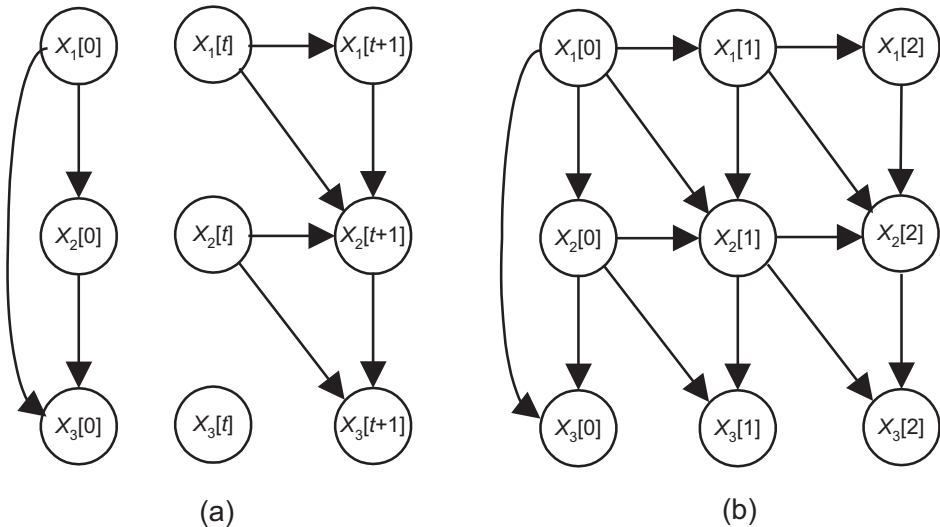 X₁[0] X₁[t] X₁[t+1] X₁[0] X₁[1] X₁[2]
X₂[0] X₂[t] X₂[t+1] X₂[0] X₂[1] X₂[2]
X₃[0] X₃[t] X₃[t+1] X₃[0] X₃[1] X₃[2]
(a) (b)